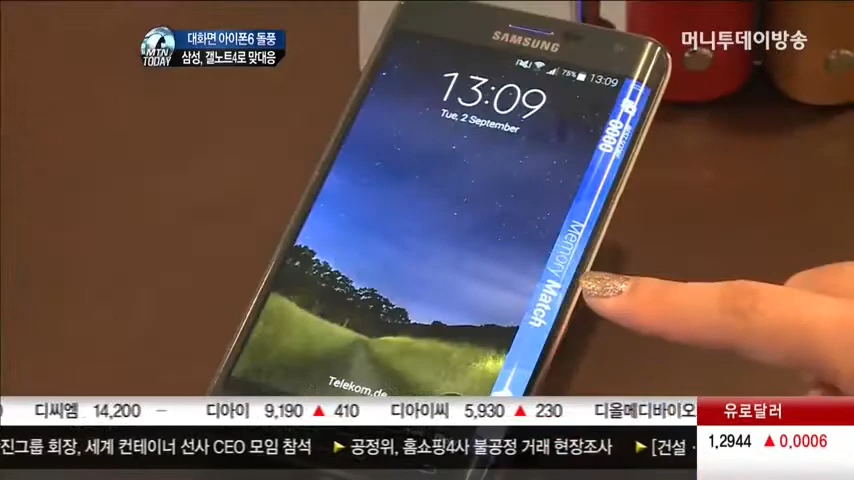 MTN
TODAY
대화면 아이폰6 돌풍
삼성, 갤노트4로 맞대응
머니투데이방송
SAMSUNG
75% 13:09
13:09
Tue, 2 September
0000
Memory Match
Telekom.de
디씨엠 14,200 − 디아이 9,190 ▲ 410 디아이씨 5,930 ▲ 230 디올메디바이오
유로달러
1,2944 ▲0,0006
진그룹 회장, 세계 컨테이너 선사 CEO 모임 참석 ▶ 공정위, 홈쇼핑4사 불공정 거래 현장조사 ▶ [건설